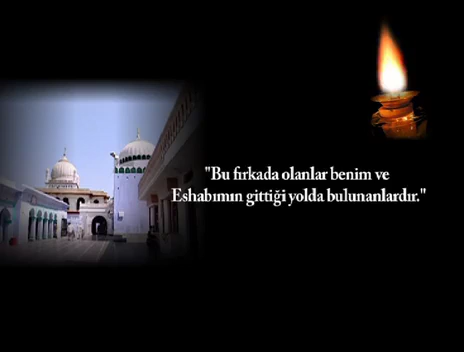 "Bu fırkada olanlar benim ve
Eshabımın gittiği yolda bulunanlardır."